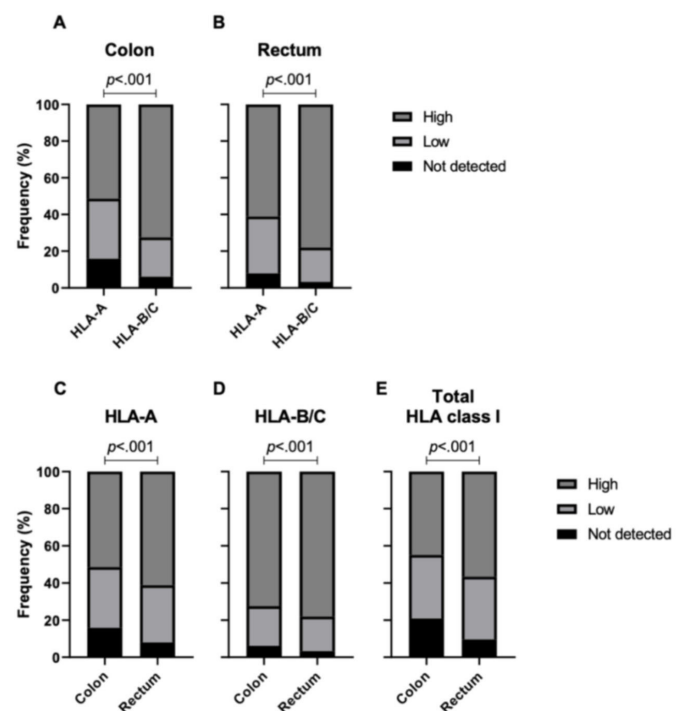 A
Colon
p<.001
100
80
60
40
20
0
Frequency (%)
HLA-A
HLA-B/C
B
Rectum
p<.001
HLA-A
HLA-B/C
High
Low
Not detected
C
HLA-A
p<.001
100
80
60
40
20
0
Frequency (%)
Colon
Rectum
D
HLA-B/C
p<.001
Colon
Rectum
E
Total
HLA class I
p<.001
Colon
Rectum
High
Low
Not detected